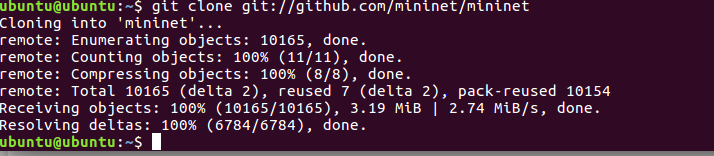 ubuntu@ubuntu:~$ git clone git://github.com/mininet/mininet
Cloning into 'mininet'...
remote: Enumerating objects: 10165, done.
remote: Counting objects: 100% (11/11), done.
remote: Compressing objects: 100% (8/8), done.
remote: Total 10165 (delta 2), reused 7 (delta 2), pack-reused 10154
Receiving objects: 100% (10165/10165), 3.19 MiB | 2.74 MiB/s, done.
Resolving deltas: 100% (6784/6784), done.
ubuntu@ubuntu:~$